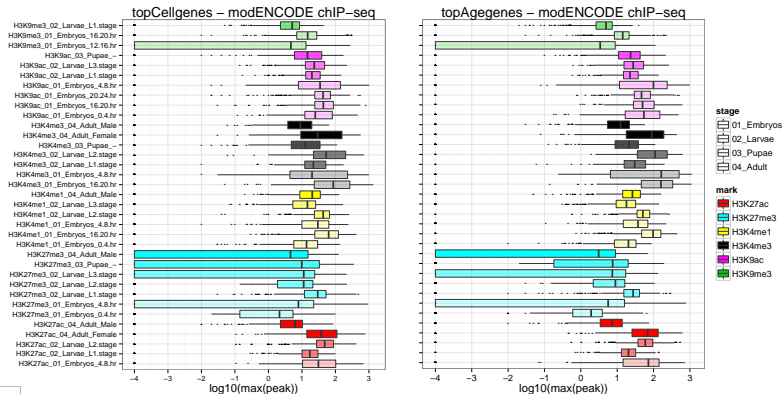 topCellgenes – modENCODE chIP–seq
topAgegenes – modENCODE chIP–seq
H3K9me3_02_Larvae_L1.stage
H3K9me3_01_Embryos_16.20.hr
H3K9me3_01_Embryos_12.16.hr
H3K9ac_03_Pupae_–
H3K9ac_02_Larvae_L3.stage
H3K9ac_02_Larvae_L1.stage
H3K9ac_01_Embryos_4.8.hr
H3K9ac_01_Embryos_20.24.hr
H3K9ac_01_Embryos_16.20.hr
H3K9ac_01_Embryos_0.4.hr
H3K4me3_04_Adult_Male
H3K4me3_04_Adult_Female
H3K4me3_03_Pupae_–
H3K4me3_02_Larvae_L2.stage
H3K4me3_02_Larvae_L1.stage
H3K4me3_01_Embryos_4.8.hr
H3K4me3_01_Embryos_16.20.hr
H3K4me1_04_Adult_Male
H3K4me1_02_Larvae_L3.stage
H3K4me1_02_Larvae_L2.stage
H3K4me1_01_Embryos_4.8.hr
H3K4me1_01_Embryos_16.20.hr
H3K4me1_01_Embryos_0.4.hr
H3K27me3_04_Adult_Male
H3K27me3_03_Pupae_–
H3K27me3_02_Larvae_L3.stage
H3K27me3_02_Larvae_L2.stage
H3K27me3_02_Larvae_L1.stage
H3K27me3_01_Embryos_4.8.hr
H3K27me3_01_Embryos_0.4.hr
H3K27ac_04_Adult_Male
H3K27ac_04_Adult_Female
H3K27ac_02_Larvae_L2.stage
H3K27ac_02_Larvae_L1.stage
H3K27ac_01_Embryos_4.8.hr
−4 −3 −2 −1 0 1 2 3
log10(max(peak))
−4 −3 −2 −1 0 1 2 3
log10(max(peak))
stage
01_Embryos
02_Larvae
03_Pupae
04_Adult
mark
H3K27ac
H3K27me3
H3K4me1
H3K4me3
H3K9ac
H3K9me3